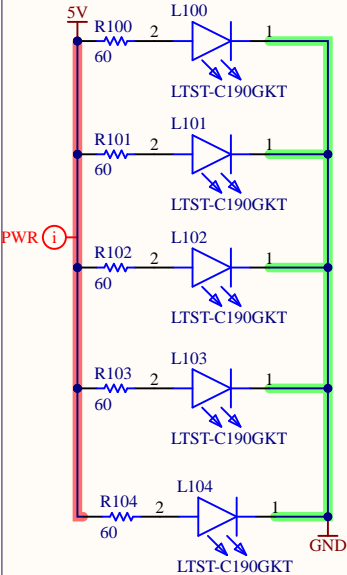 5V
L100
R100
2
1
60
LTST-C190GKT
L101
R101
2
1
60
LTST-C190GKT
PWR i
L102
R102
2
1
60
LTST-C190GKT
L103
R103
2
1
60
LTST-C190GKT
L104
R104
2
1
60
GND
LTST-C190GKT